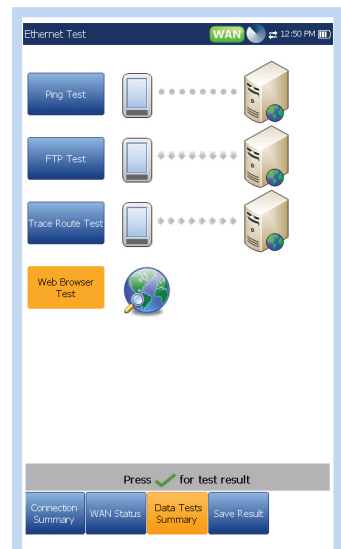 Ethernet Test WAN 12:50 PM
Ping Test
FTP Test
Trace Route Test
Web Browser
Test
Press for test result
Connection
Summary
WAN Status
Data Tests
Summary
Save Result